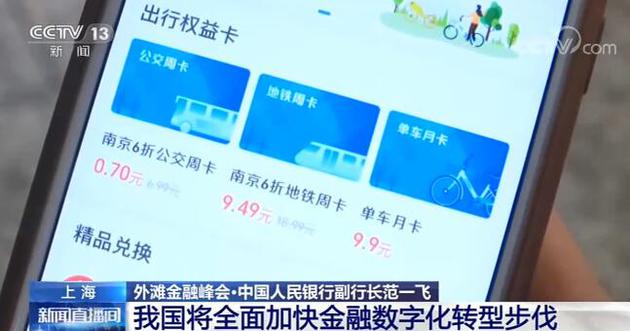 CCTV 13
新闻
CCTV.com
出行权益卡
公交周卡
地铁周卡
单车月卡
南京6折公交周卡
0.70元 6.99元
南京6折地铁周卡
9.49元 18.99元
单车月卡
9.9元
精品兑换
上海
外滩金融峰会·中国人民银行副行长范一飞
新闻直播间
我国将全面加快金融数字化转型步伐